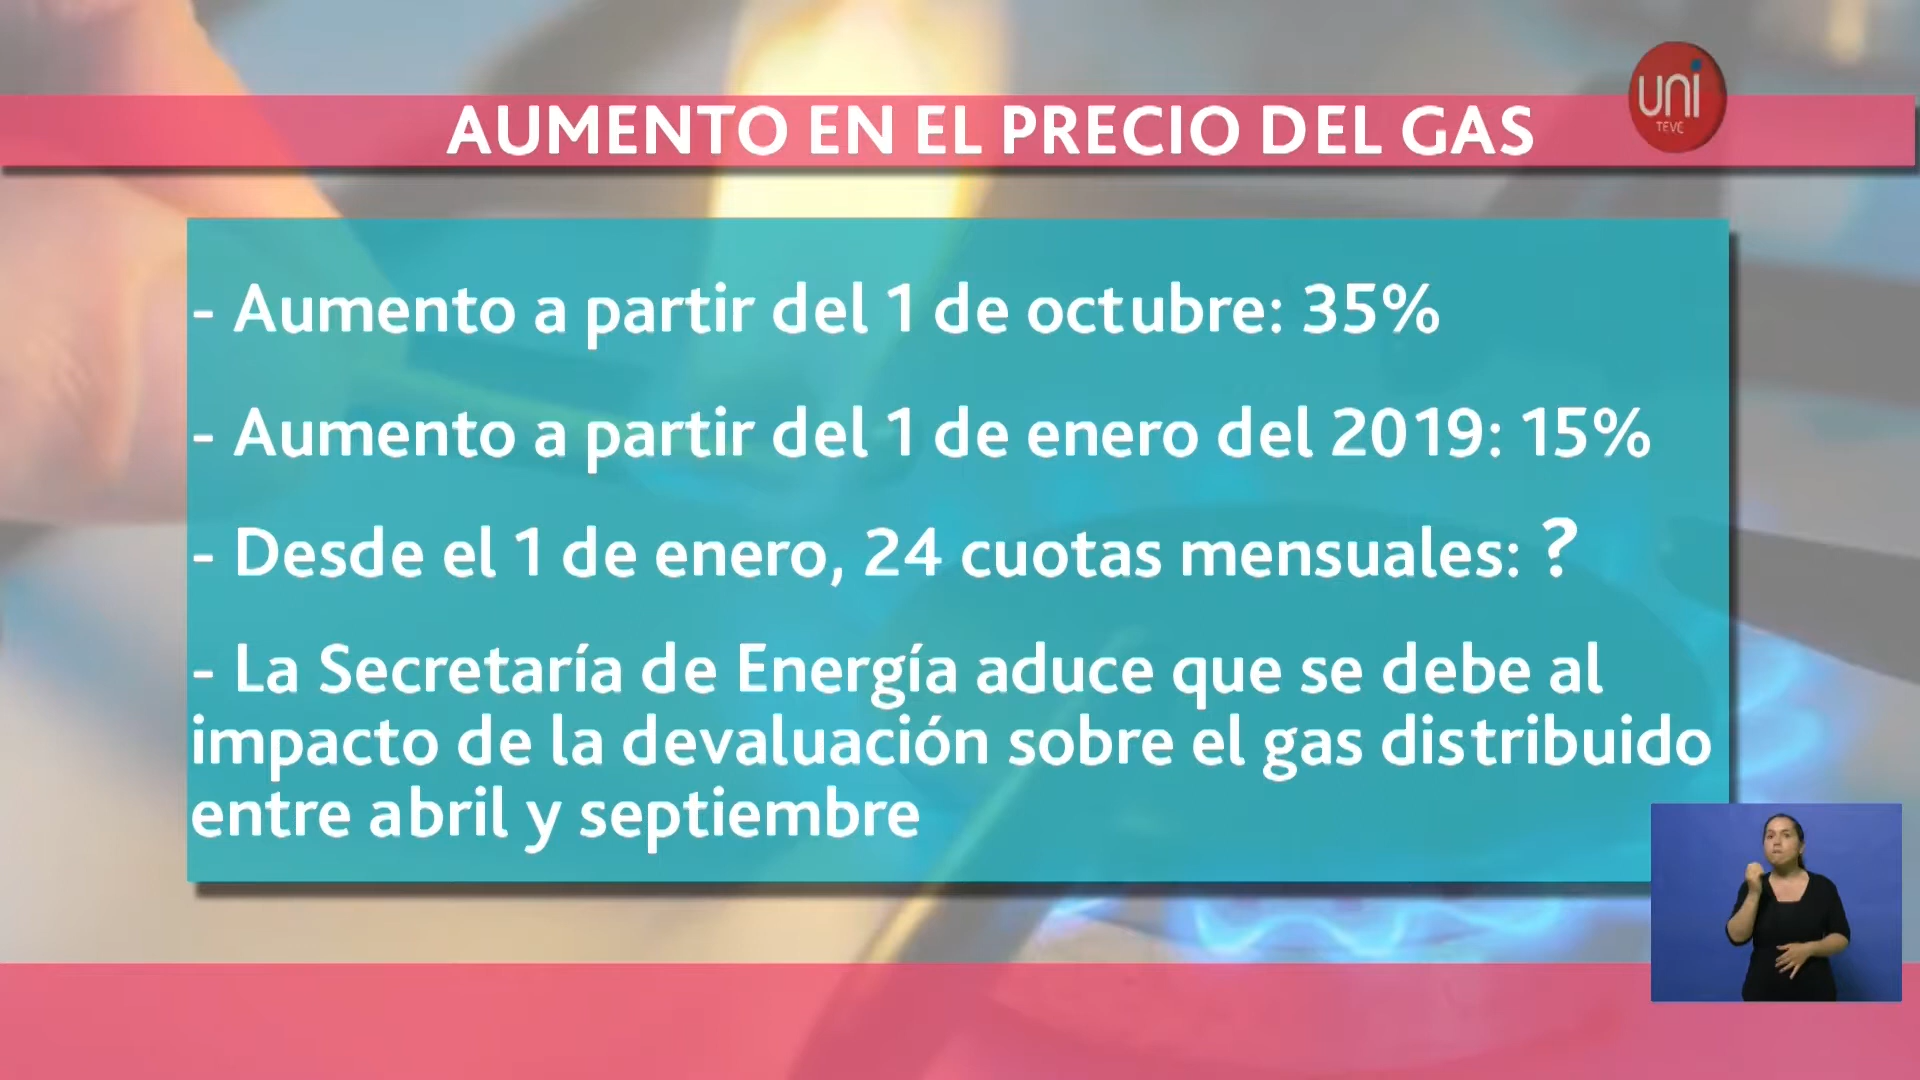 uni
TEVE
AUMENTO EN EL PRECIO DEL GAS
- Aumento a partir del 1 de octubre: 35%
- Aumento a partir del 1 de enero del 2019: 15%
- Desde el 1 de enero, 24 cuotas mensuales: ?
- La Secretaría de Energía aduce que se debe al
impacto de la devaluación sobre el gas distribuido
entre abril y septiembre